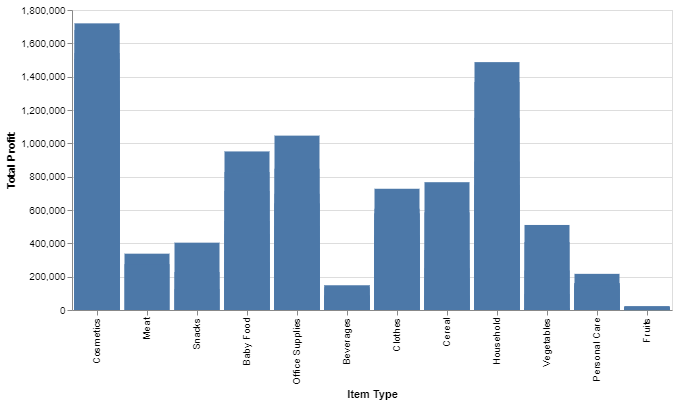 1,800,000
1,600,000
1,400,000
1,200,000
1,000,000
800,000
600,000
400,000
200,000
0
Total Profit
Cosmetics
Meat
Snacks
Baby Food
Office Supplies
Beverages
Clothes
Cereal
Household
Vegetables
Personal Care
Fruits
Item Type